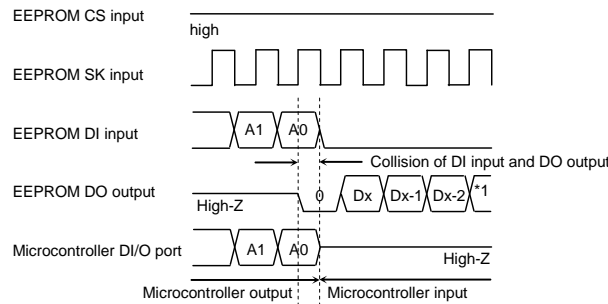 EEPROM CS input
high
EEPROM SK input
EEPROM DI input
A1 A0
Collision of DI input and DO output
EEPROM DO output
High-Z
0 Dx Dx-1 Dx-2 *1
Microcontroller DI/O port
A1 A0
High-Z
Microcontroller output Microcontroller input